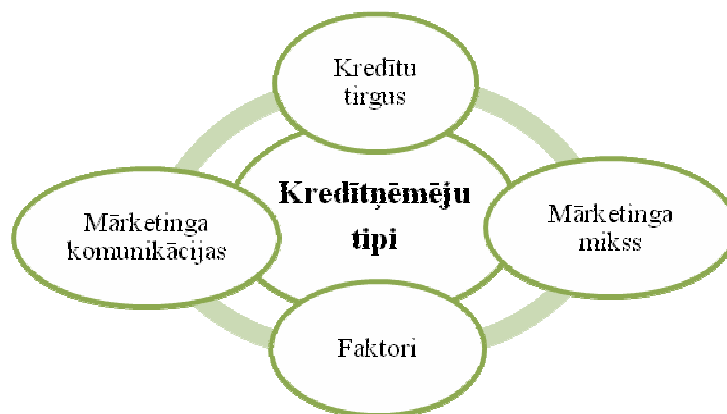 Kredītu
tirgus
Kredītņēmēju
tipi
Mārketinga
komunikācijas
Mārketinga
mikss
Faktori